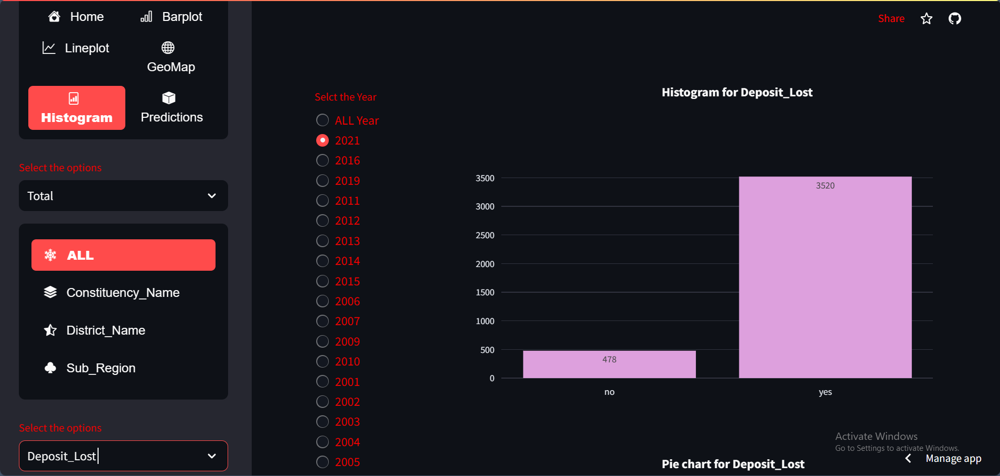 Home
Barplot
Lineplot
GeoMap
Histogram
Predictions
Select the options
Total
ALL
Constituency_Name
District_Name
Sub_Region
Select the options
Deposit_Lost
Share
Selct the Year
ALL Year
2021
2016
2019
2011
2012
2013
2014
2015
2006
2007
2009
2010
2001
2002
2003
2004
2005
Histogram for Deposit_Lost
3500
3000
2500
2000
1500
1000
500
0
3520
478
no
yes
Activate Windows
Go to Settings to activate Windows.
Manage app
Pie chart for Deposit_Lost